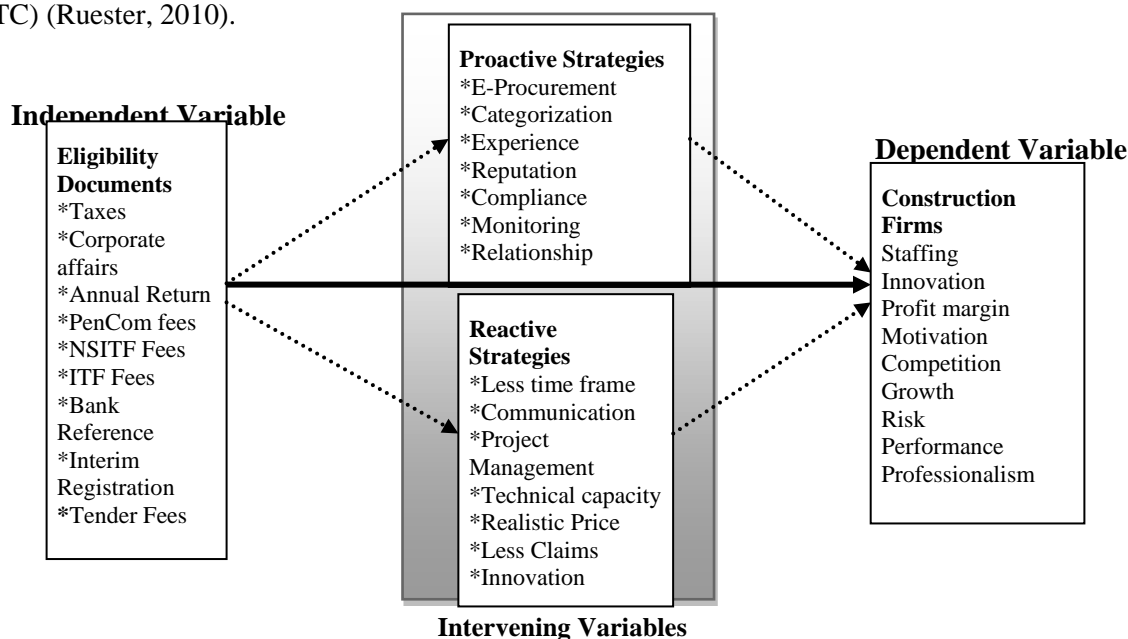 TC) (Ruester, 2010).
Independent Variable
Eligibility
Documents
*Taxes
*Corporate
affairs
*Annual Return
*PenCom fees
*NSITF Fees
*ITF Fees
*Bank
Reference
*Interim
Registration
*Tender Fees
Proactive Strategies
*E-Procurement
*Categorization
*Experience
*Reputation
*Compliance
*Monitoring
*Relationship
Reactive
Strategies
*Less time frame
*Communication
*Project
Management
*Technical capacity
*Realistic Price
*Less Claims
*Innovation
Intervening Variables
Dependent Variable
Construction
Firms
Staffing
Innovation
Profit margin
Motivation
Competition
Growth
Risk
Performance
Professionalism